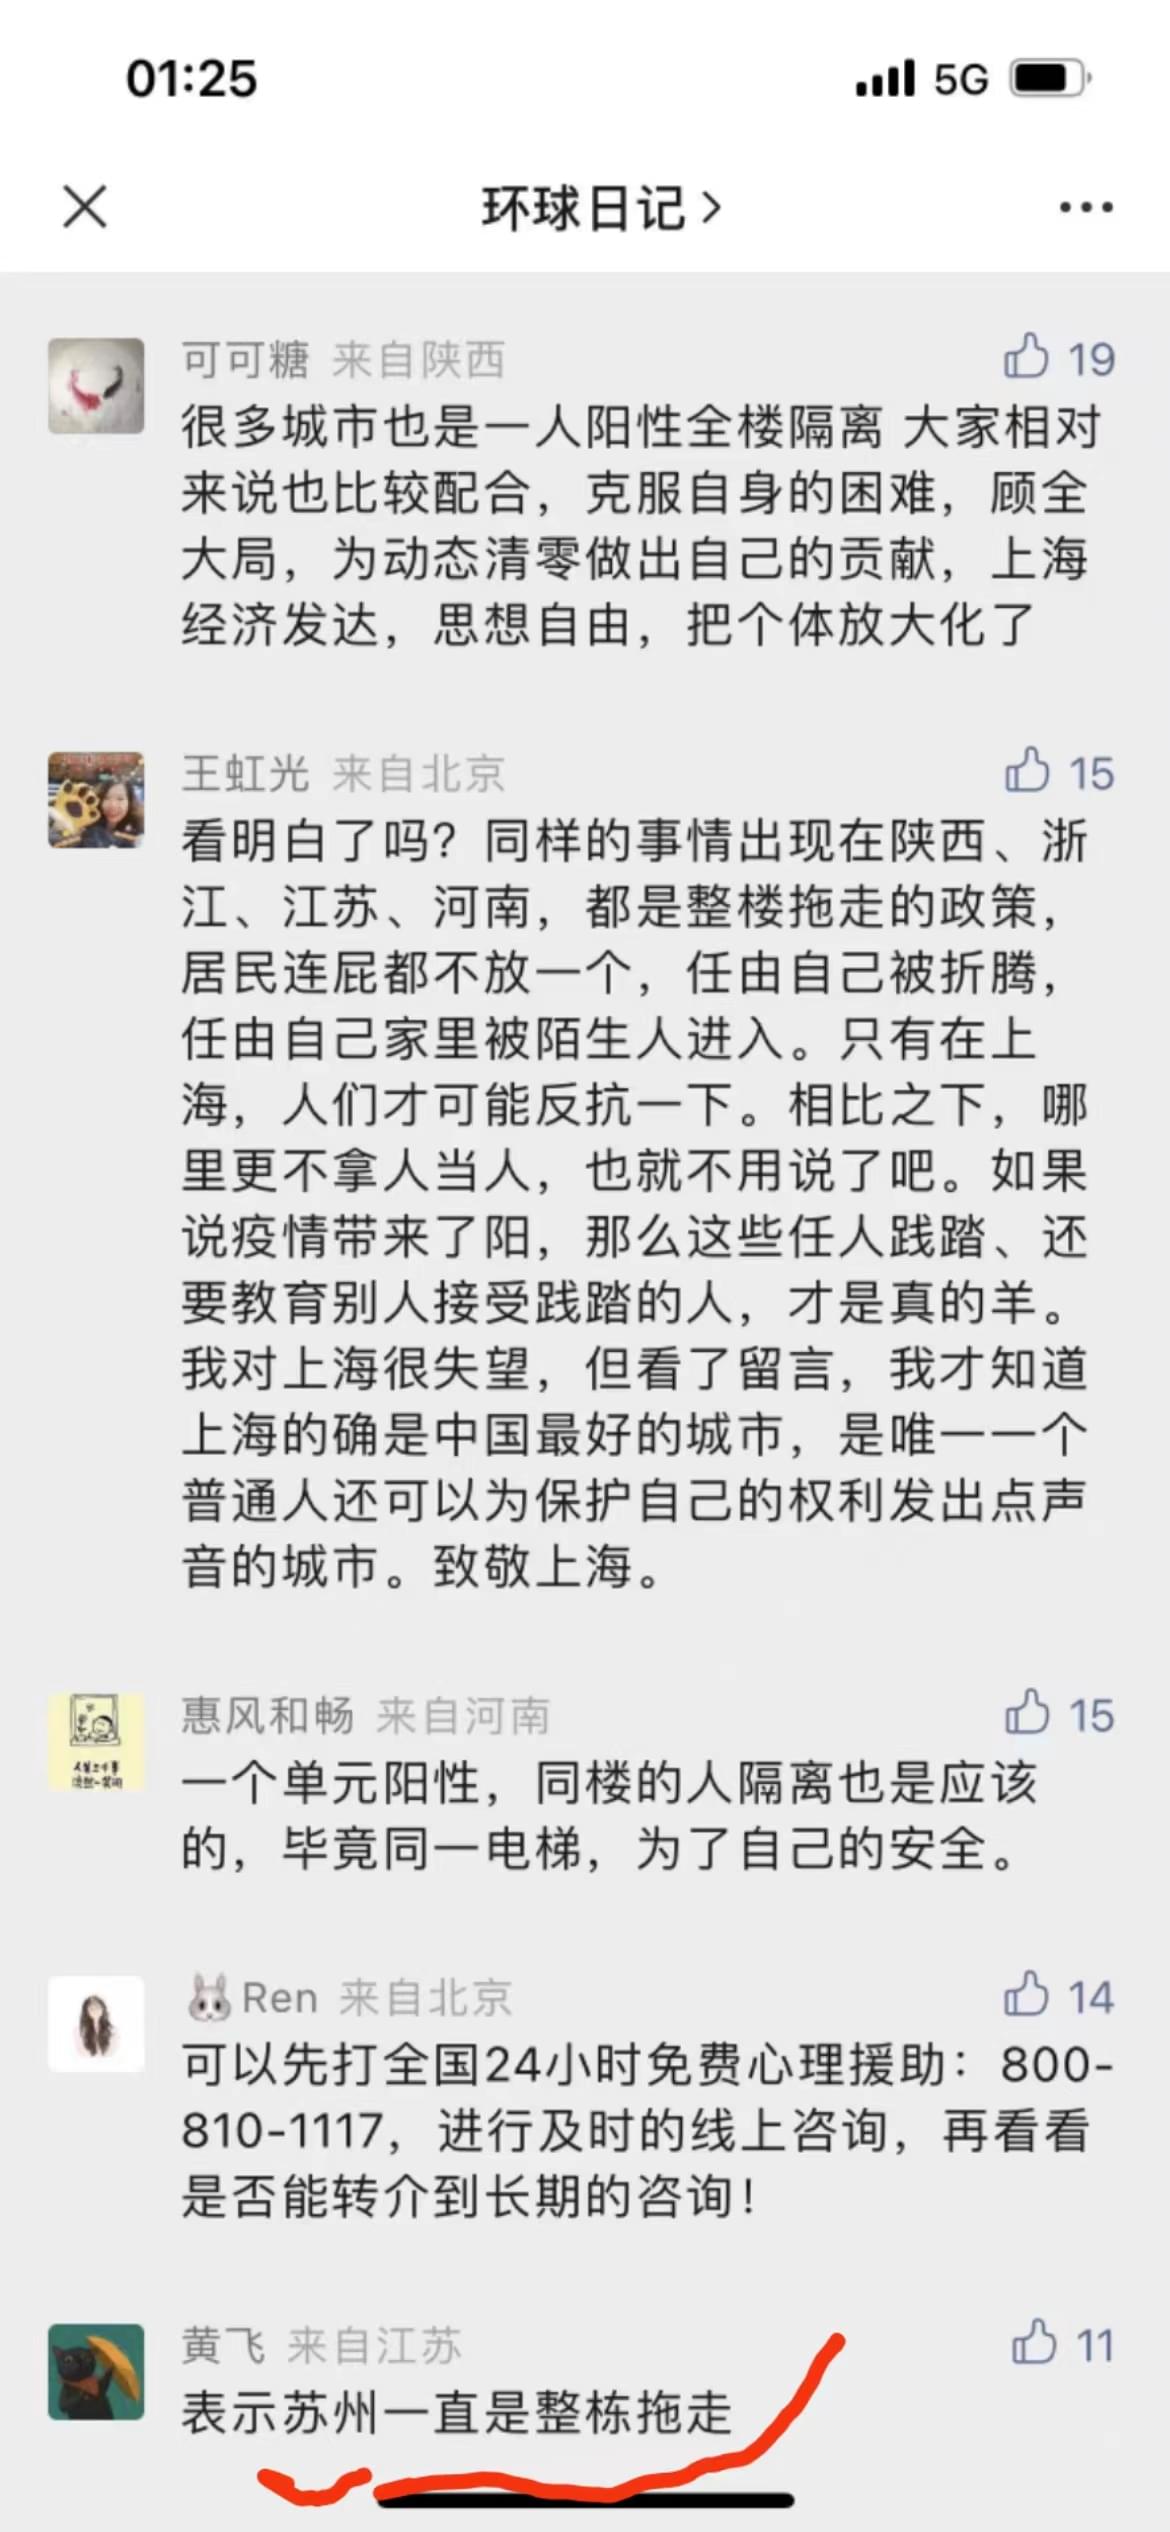 01:25
5G
环球日记
可可糖 来自陕西
19
很多城市也是一人阳性全楼隔离 大家相对
来说也比较配合，克服自身的困难，顾全
大局，为动态清零做出自己的贡献，上海
经济发达，思想自由，把个体放大化了
王虹光 来自北京
15
看明白了吗？同样的事情出现在陕西、浙
江、江苏、河南，都是整楼拖走的政策，
居民连屁都不放一个，任由自己被折腾，
任由自己家里被陌生人进入。只有在上
海，人们才可能反抗一下。相比之下，哪
里更不拿人当人，也就不用说了吧。如果
说疫情带来了阳，那么这些任人践踏、还
要教育别人接受践踏的人，才是真的羊。
我对上海很失望，但看了留言，我才知道
上海的确是中国最好的城市，是唯一一个
普通人还可以为保护自己的权利发出点声
音的城市。致敬上海。
惠风和畅 来自河南
15
一个单元阳性，同楼的人隔离也是应该
的，毕竟同一电梯，为了自己的安全。
Ren 来自北京
14
可以先打全国24小时免费心理援助：800-
810-1117，进行及时的线上咨询，再看看
是否能转介到长期的咨询！
黄飞 来自江苏
11
表示苏州一直是整栋拖走